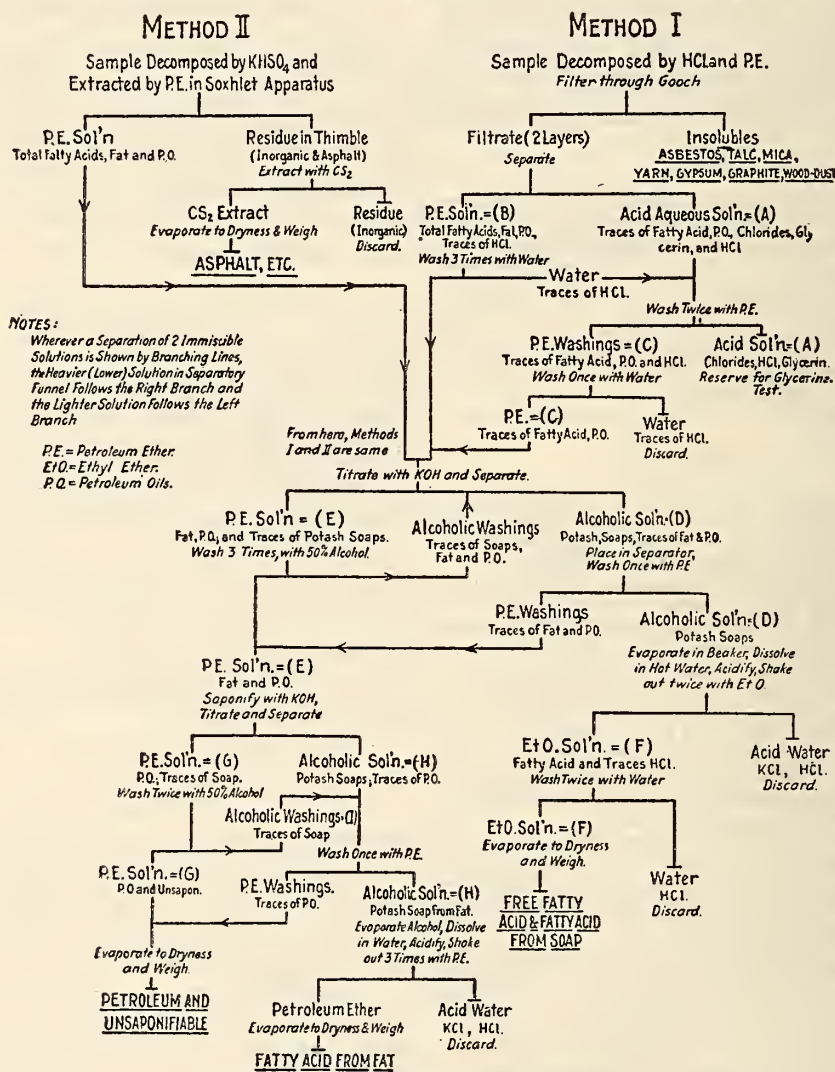 METHOD II
Sample Decomposed by KHSO4 and
Extracted by P.E. in Soxhlet Apparatus
P.E. Sol'n
Total Fatty Acids, Fat and P.O.
Residue in Thimble
(Inorganic & Asphalt)
Extract with CS2
CS2 Extract
Evaporate to Dryness & Weigh
ASPHALT, ETC.
Residue
(Inorganic)
Discard.
METHOD I
Sample Decomposed by HCL and P.E.
Filter through Gooch
Filtrate (2 Layers)
Separate
Insolubles
ASBESTOS, TALC, MICA,
YARN, GYPSUM, GRAPHITE, WOOD-DUST
P.E. Soln. = (B)
Total Fatty Acids, Fat, P.O.,
Traces of HCl.
Wash 3 Times with Water
Acid Aqueous Sol'n = (A)
Traces of Fatty Acid, P.O., Chlorides, Gly
cerin, and HCl
Water
Traces of HCl.
Wash Twice with P.E.
P.E. Washings = (C)
Traces of Fatty Acid, P.O. and HCl.
Wash Once with Water
Acid Sol'n = (A)
Chlorides, HCl, Glycerin.
Reserve for Glycerine
Test.
P.E. = (C)
Traces of Fatty Acid, P.O.
Water
Traces of HCl.
Discard.
NOTES:
Wherever a Separation of 2 Immiscible
Solutions is Shown by Branching Lines,
the Heavier (Lower) Solution in Separatory
Funnel Follows the Right Branch and
the Lighter Solution Follows the Left
Branch
P.E. = Petroleum Ether.
EtO. = Ethyl Ether.
P.O. = Petroleum Oils.
From here, Methods
I and II are same
Titrate with KOH and Separate.
P.E. Sol'n = (E)
Fat, P.O., and Traces of Potash Soaps.
Wash 3 Times, with 50% Alcohol.
Alcoholic Washings
Traces of Soaps,
Fat and P.O.
Alcoholic Sol'n = (D)
Potash, Soaps, Traces of Fat & P.O.
Place in Separator,
Wash Once with P.E
P.E. Washings
Traces of Fat and P.O.
Alcoholic Sol'n = (D)
Potash Soaps
Evaporate in Beaker, Dissolve
in Hot Water, Acidify, Shake
out twice with EtO.
P.E. Sol'n. = (E)
Fat and P.O.
Saponify with KOH,
Titrate and Separate
EtO. Sol'n. = (F)
Fatty Acid and Traces HCl.
Wash Twice with Water
Acid Water
KCl, HCl.
Discard.
P.E. Sol'n. = (G)
P.O.; Traces of Soap.
Wash Twice with 50% Alcohol
Alcoholic Sol'n. = (H)
Potash Soaps; Traces of P.O.
Alcoholic Washings
Traces of Soap
Wash Once with P.E.
EtO. Sol'n. = (F)
Evaporate to Dryness
and Weigh.
FREE FATTY
ACID & FATTY ACID
FROM SOAP
Water
HCl.
Discard.
P.E. Sol'n. = (G)
P.O and Unsapon.
P.E. Washings.
Traces of P.O.
Alcoholic Sol'n. = (H)
Potash Soap from Fat.
Evaporate Alcohol, Dissolve
in Water, Acidify, Shake
out 3 Times with P.E.
Evaporate to Dryness
and Weigh.
PETROLEUM AND
UNSAPONIFIABLE
Petroleum Ether
Evaporate to Dryness & Weigh
FATTY ACID FROM FAT
Acid Water
KCl, HCl.
Discard.